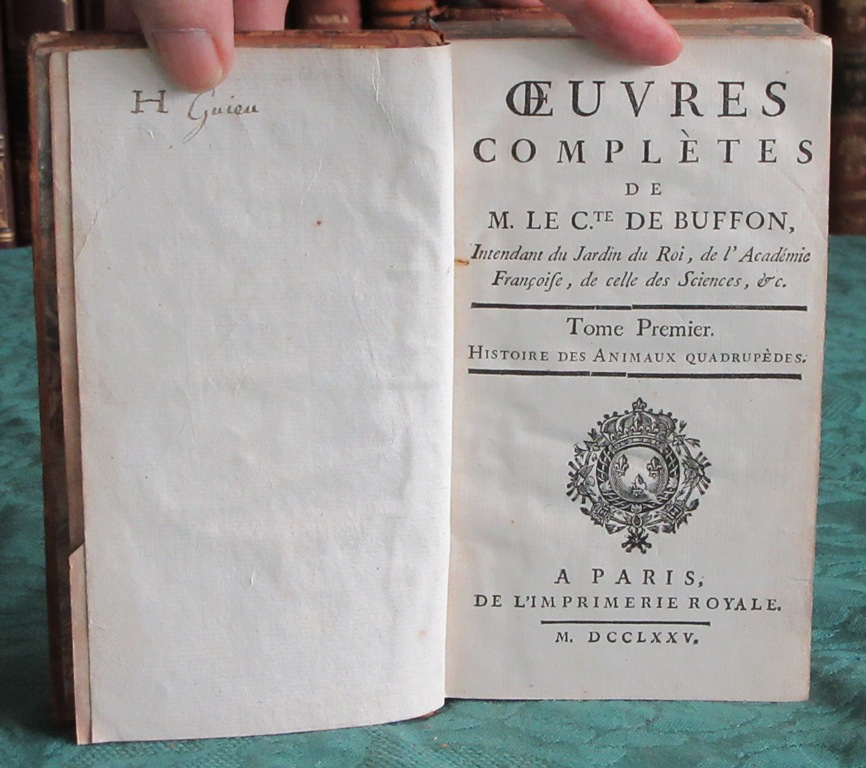 H Guieu
ŒUVRES
COMPLÈTES
DE
M. LE C.TE DE BUFFON,
Intendant du Jardin du Roi, de l'Académie
Françoiſe, de celle des Sciences, &c.
Tome Premier.
HISTOIRE DES ANIMAUX QUADRUPÈDES.
A PARIS,
DE L'IMPRIMERIE ROYALE.
M. DCCLXXV.